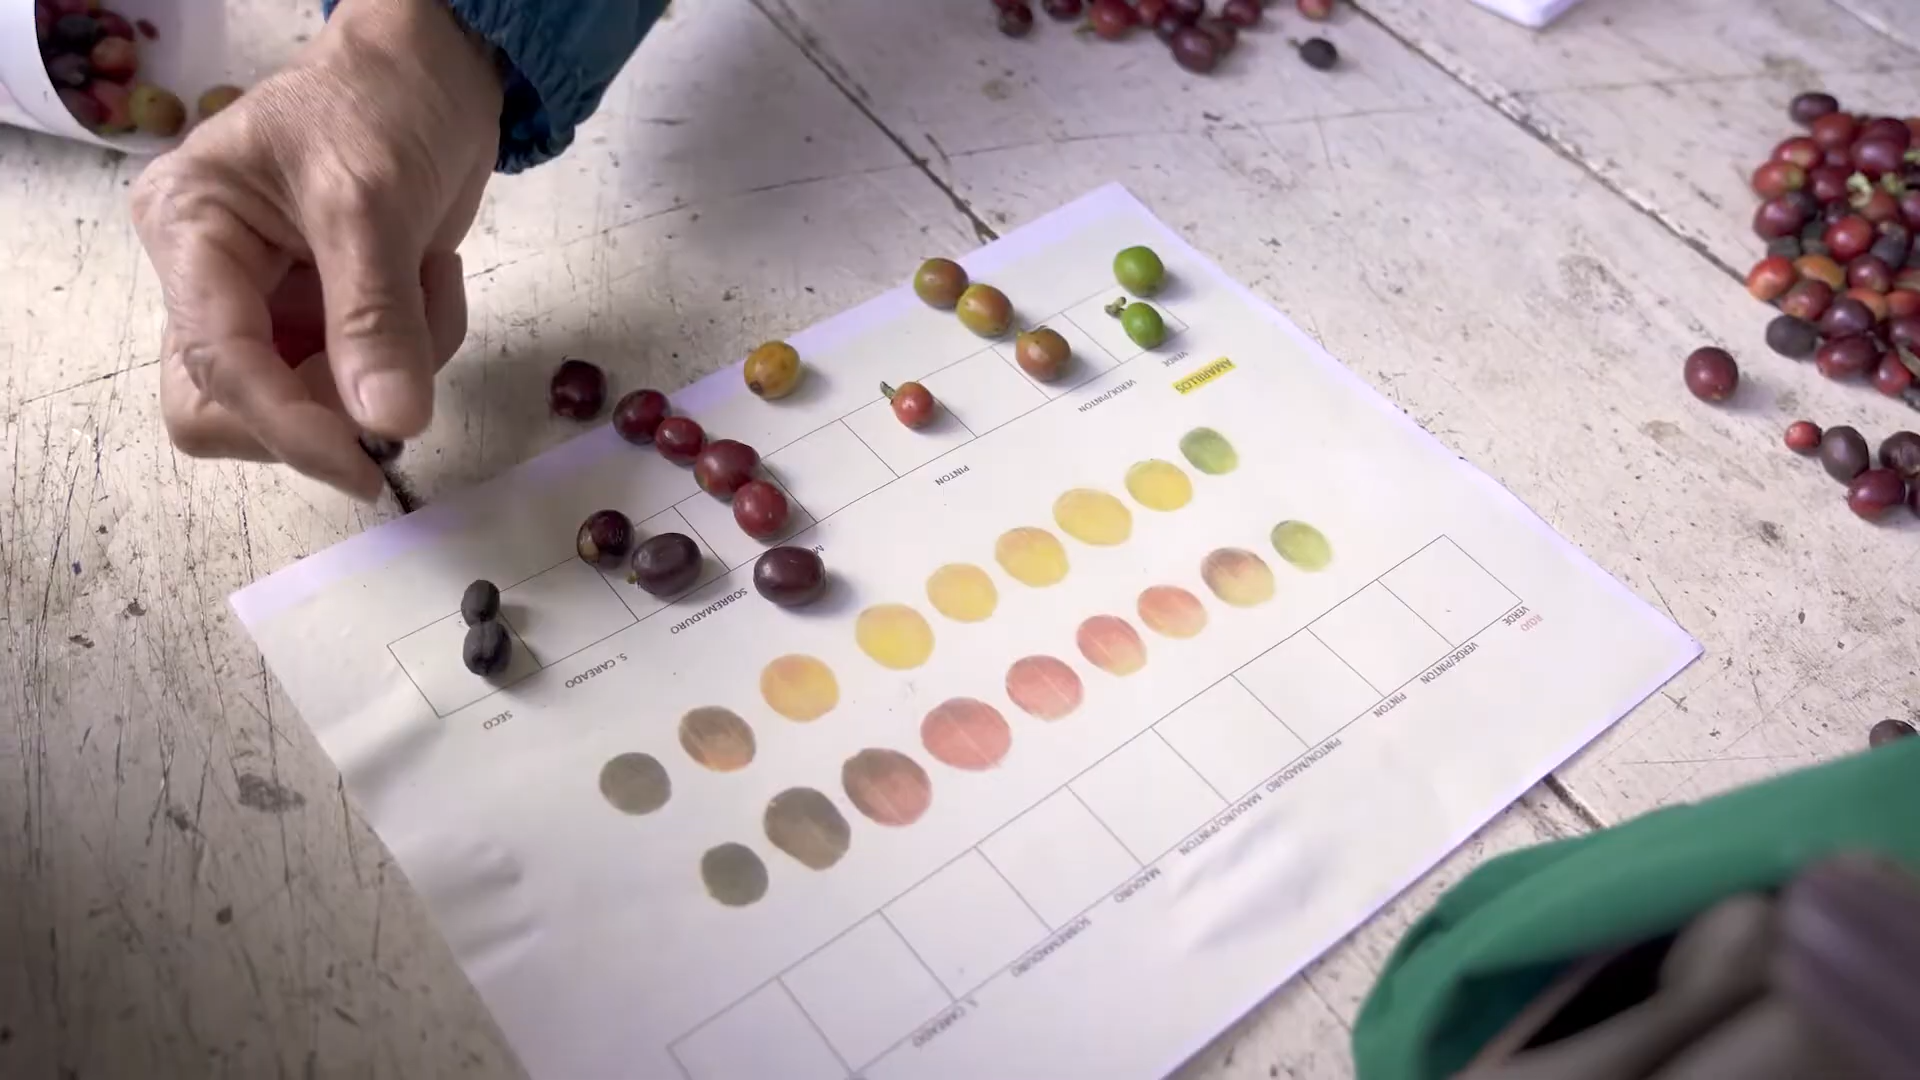 AMARILLOS
VERDE
VERDE/PINTON
PINTON
SOBREMADURO
S. CAREADO
SECO
ROJO
VERDE
VERDE/PINTON
PINTON
PINTON/MADURO
MADURO/PINTON
MADURO
SOBREMADURO
S. CAREADO